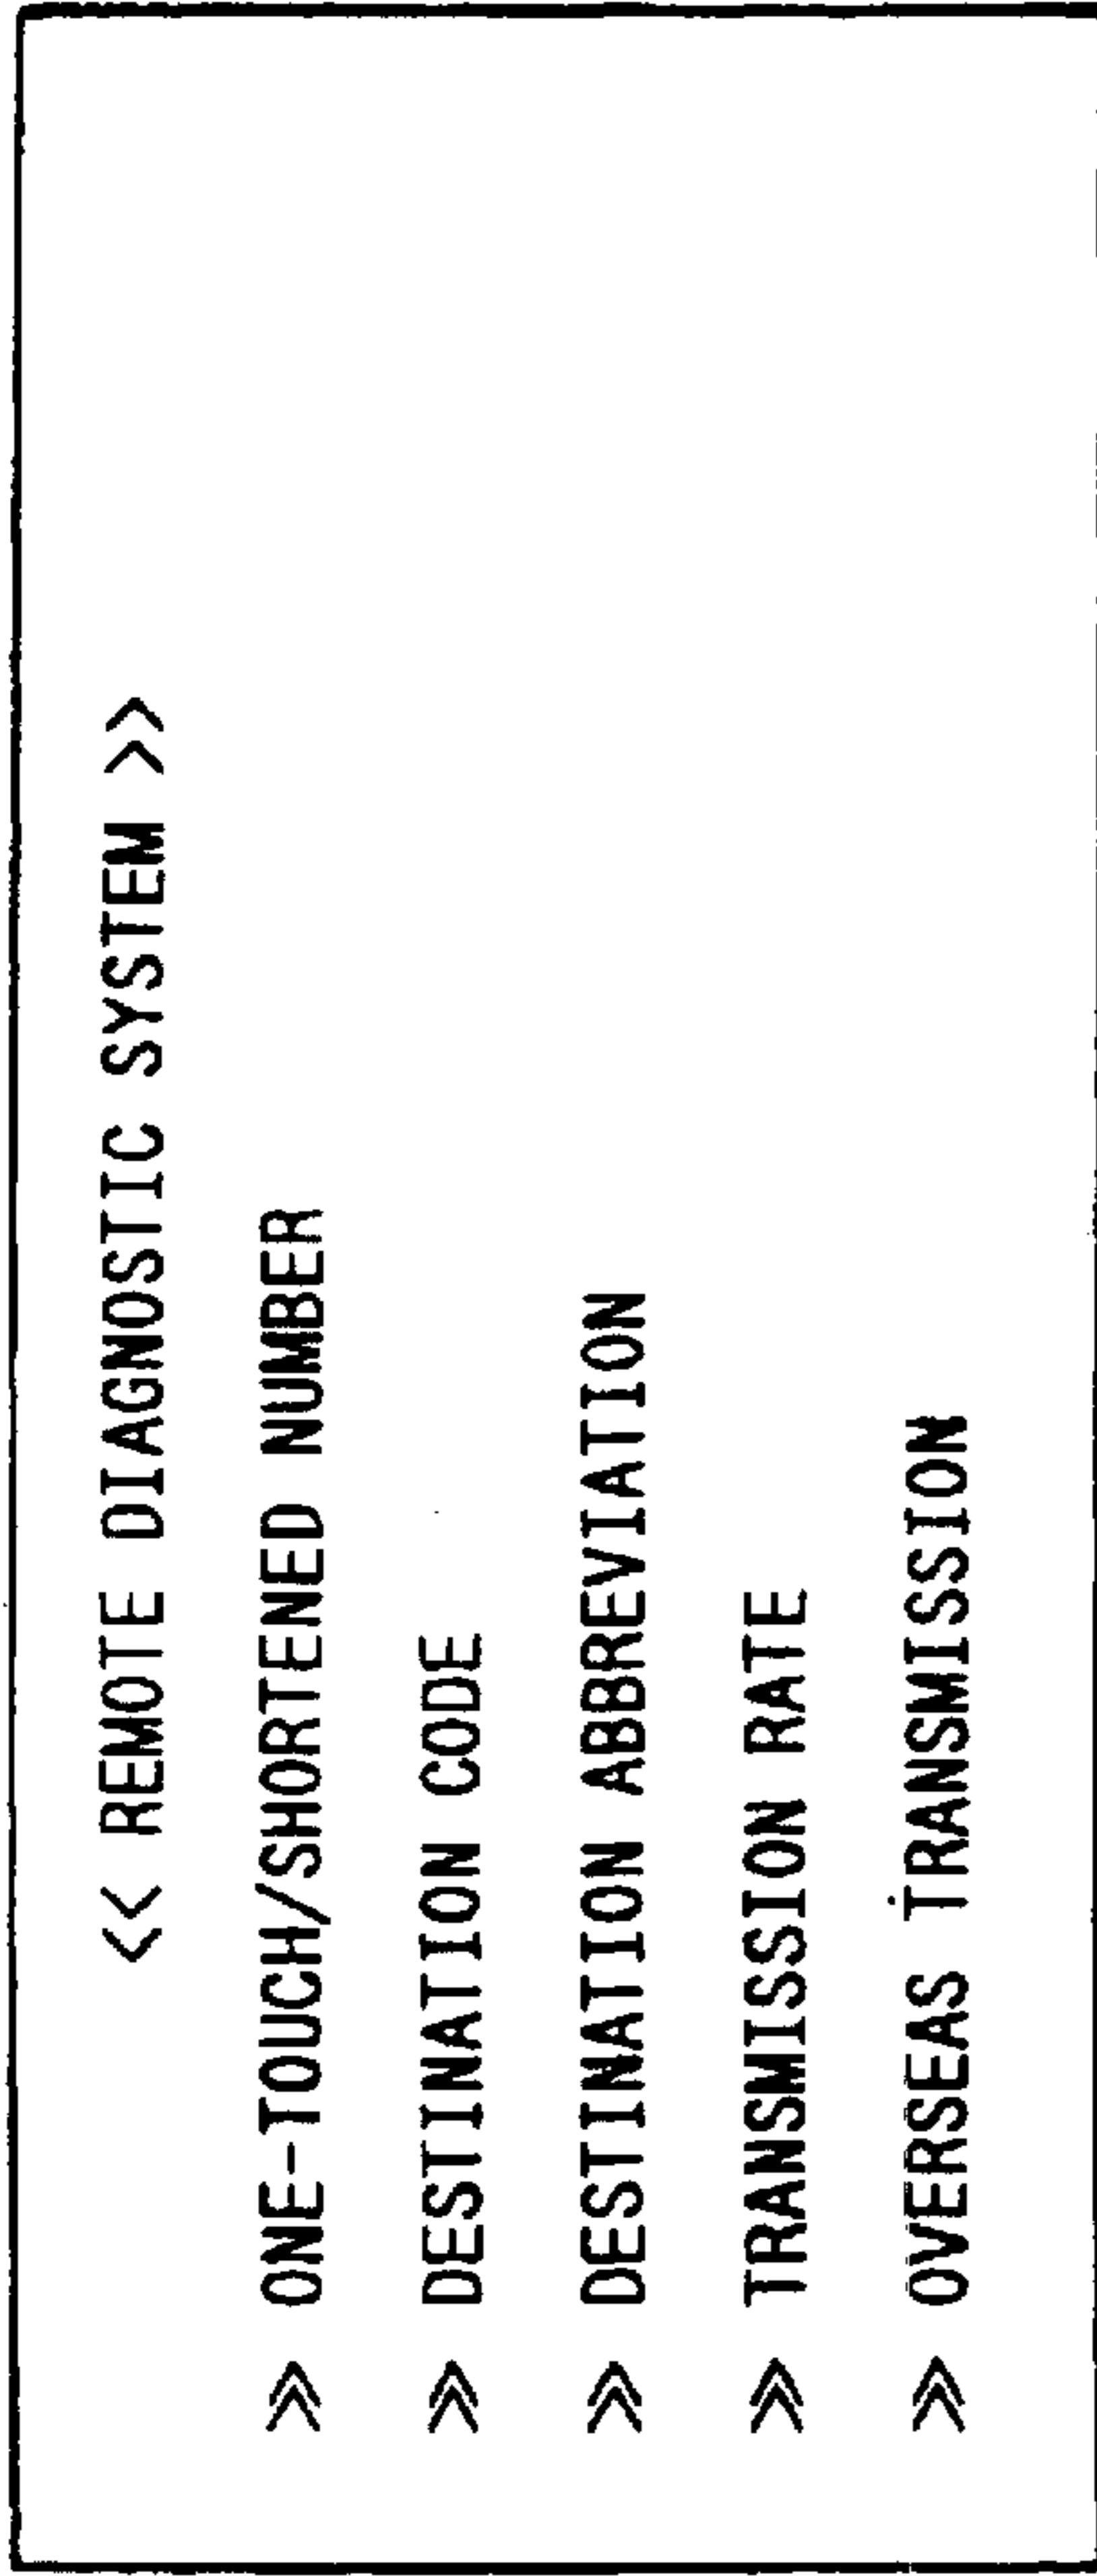 << REMOTE DIAGNOSTIC SYSTEM >>
≫ ONE-TOUCH/SHORTENED NUMBER
≫ DESTINATION CODE
≫ DESTINATION ABBREVIATION
≫ TRANSMISSION RATE
≫ OVERSEAS TRANSMISSION